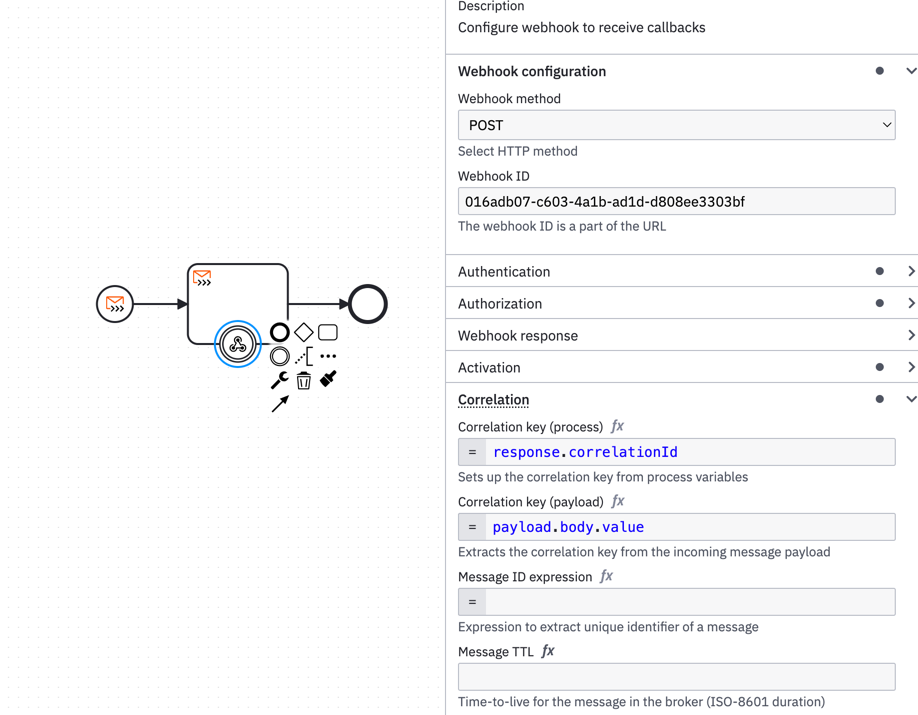 Description
Configure webhook to receive callbacks
Webhook configuration
Webhook method
POST
Select HTTP method
Webhook ID
016adb07-c603-4a1b-ad1d-d808ee3303bf
The webhook ID is a part of the URL
Authentication
Authorization
Webhook response
Activation
Correlation
Correlation key (process) fx
= response.correlationId
Sets up the correlation key from process variables
Correlation key (payload) fx
= payload.body.value
Extracts the correlation key from the incoming message payload
Message ID expression fx
=
Expression to extract unique identifier of a message
Message TTL fx
Time-to-live for the message in the broker (ISO-8601 duration)